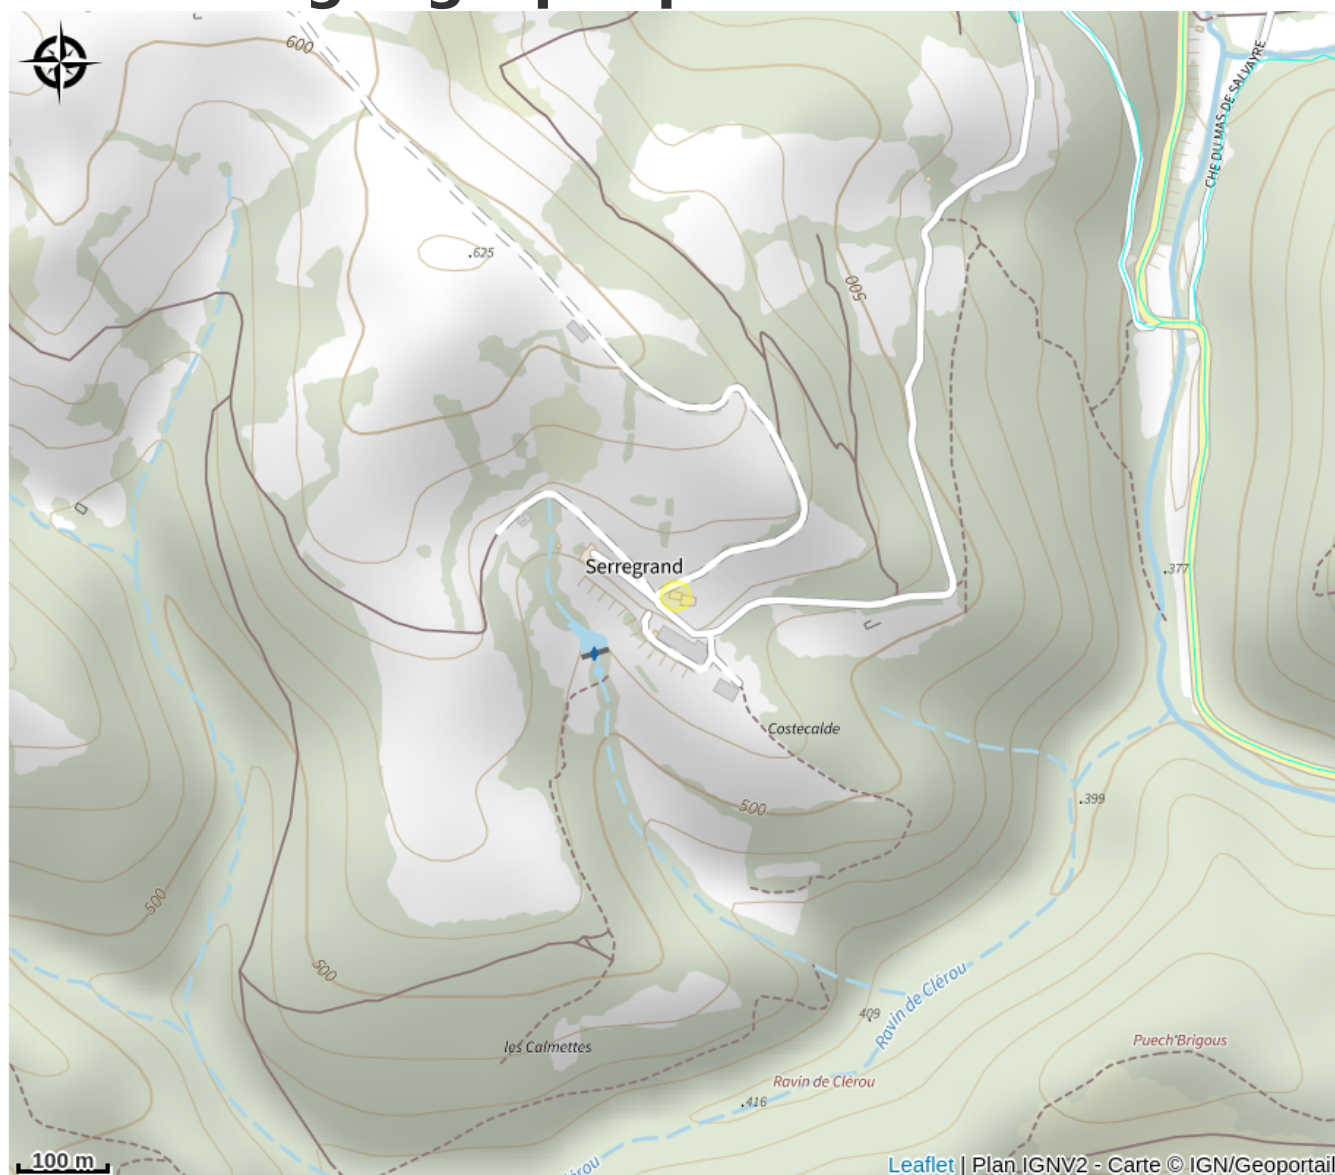 600
CHE DU MAS DE SALVAYRE
.625
500
Serregrand
.377
Costecalde
.399
500
500
500
409
Ravin de Clérou
Puech Brigous
les Calmettes
Ravin de Clérou
.416
100 m
Leaflet | Plan IGNV2 - Carte © IGN/Geoportail